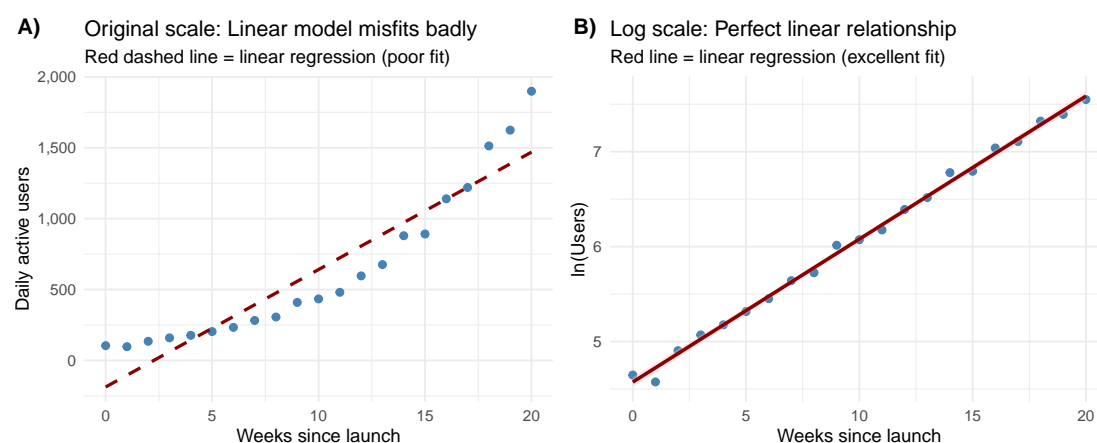 A)
Original scale: Linear model misfits badly
Red dashed line = linear regression (poor fit)
2,000
1,500
1,000
500
0
Daily active users
0 5 10 15 20
Weeks since launch
B)
Log scale: Perfect linear relationship
Red line = linear regression (excellent fit)
7
6
5
ln(Users)
0 5 10 15 20
Weeks since launch